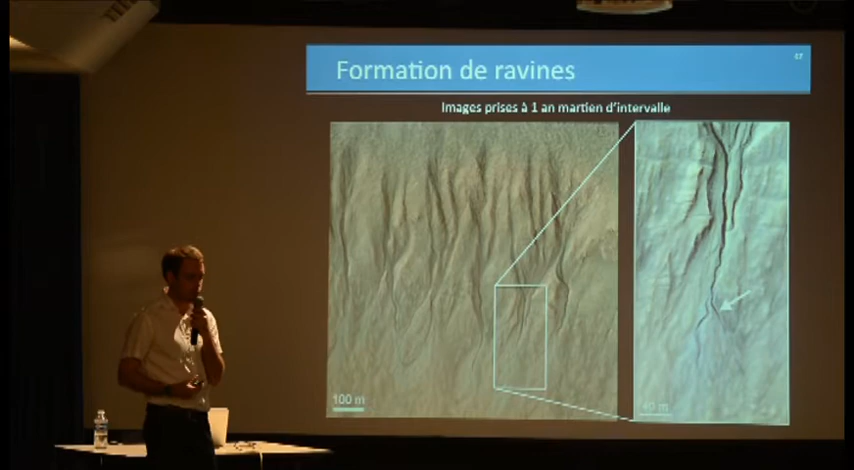 Formation de ravines
Images prises à 1 an martien d'intervalle
100 m